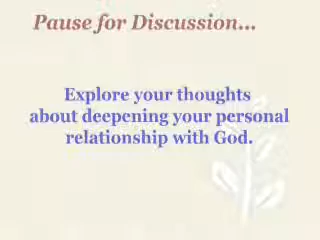 Pause for Discussion...
Explore your thoughts
about deepening your personal
relationship with God.